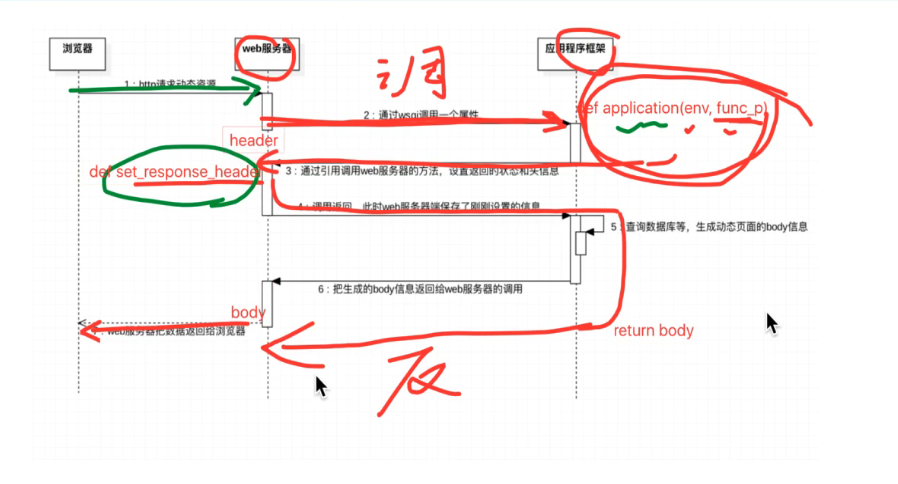 浏览器
web服务器
应用程序框架
1：http请求动态资源
调
2：通过wsgi调用一个属性
def application(env, func_p)
header
def set_response_header
3：通过引用调用web服务器的方法，设置返回的状态和头信息
4：调用返回，此时web服务器端保存了刚刚设置的信息
5：查询数据库等，生成动态页面的body信息
6：把生成的body信息返回给web服务器的调用
body
web服务器把数据返回给浏览器
return body
反